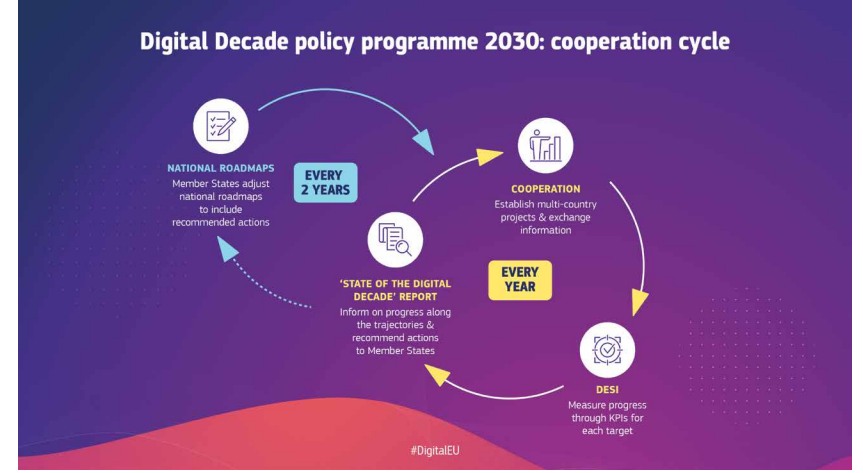 Digital Decade policy programme 2030: cooperation cycle
NATIONAL ROADMAPS
Member States adjust
national roadmaps
to include
recommended actions
EVERY
2 YEARS
COOPERATION
Establish multi-country
projects & exchange
information
'STATE OF THE DIGITAL
DECADE' REPORT
Inform on progress along
the trajectories &
recommend actions
to Member States
EVERY
YEAR
DESI
Measure progress
through KPIs for
each target
#DigitalEU